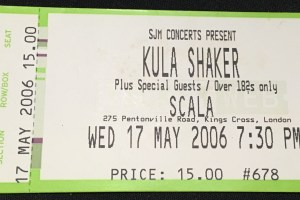 SJM CONCERTS PRESENT
KULA SHAKER
Plus Special Guests / Over 18s only
SCALA
275 Pentonville Road, Kings Cross, London
WED 17 MAY 2006 7:30 PM
PRICE: 15.00 #678
SEAT
15.00
ROW/BOX
17 MAY 2006
SECTION